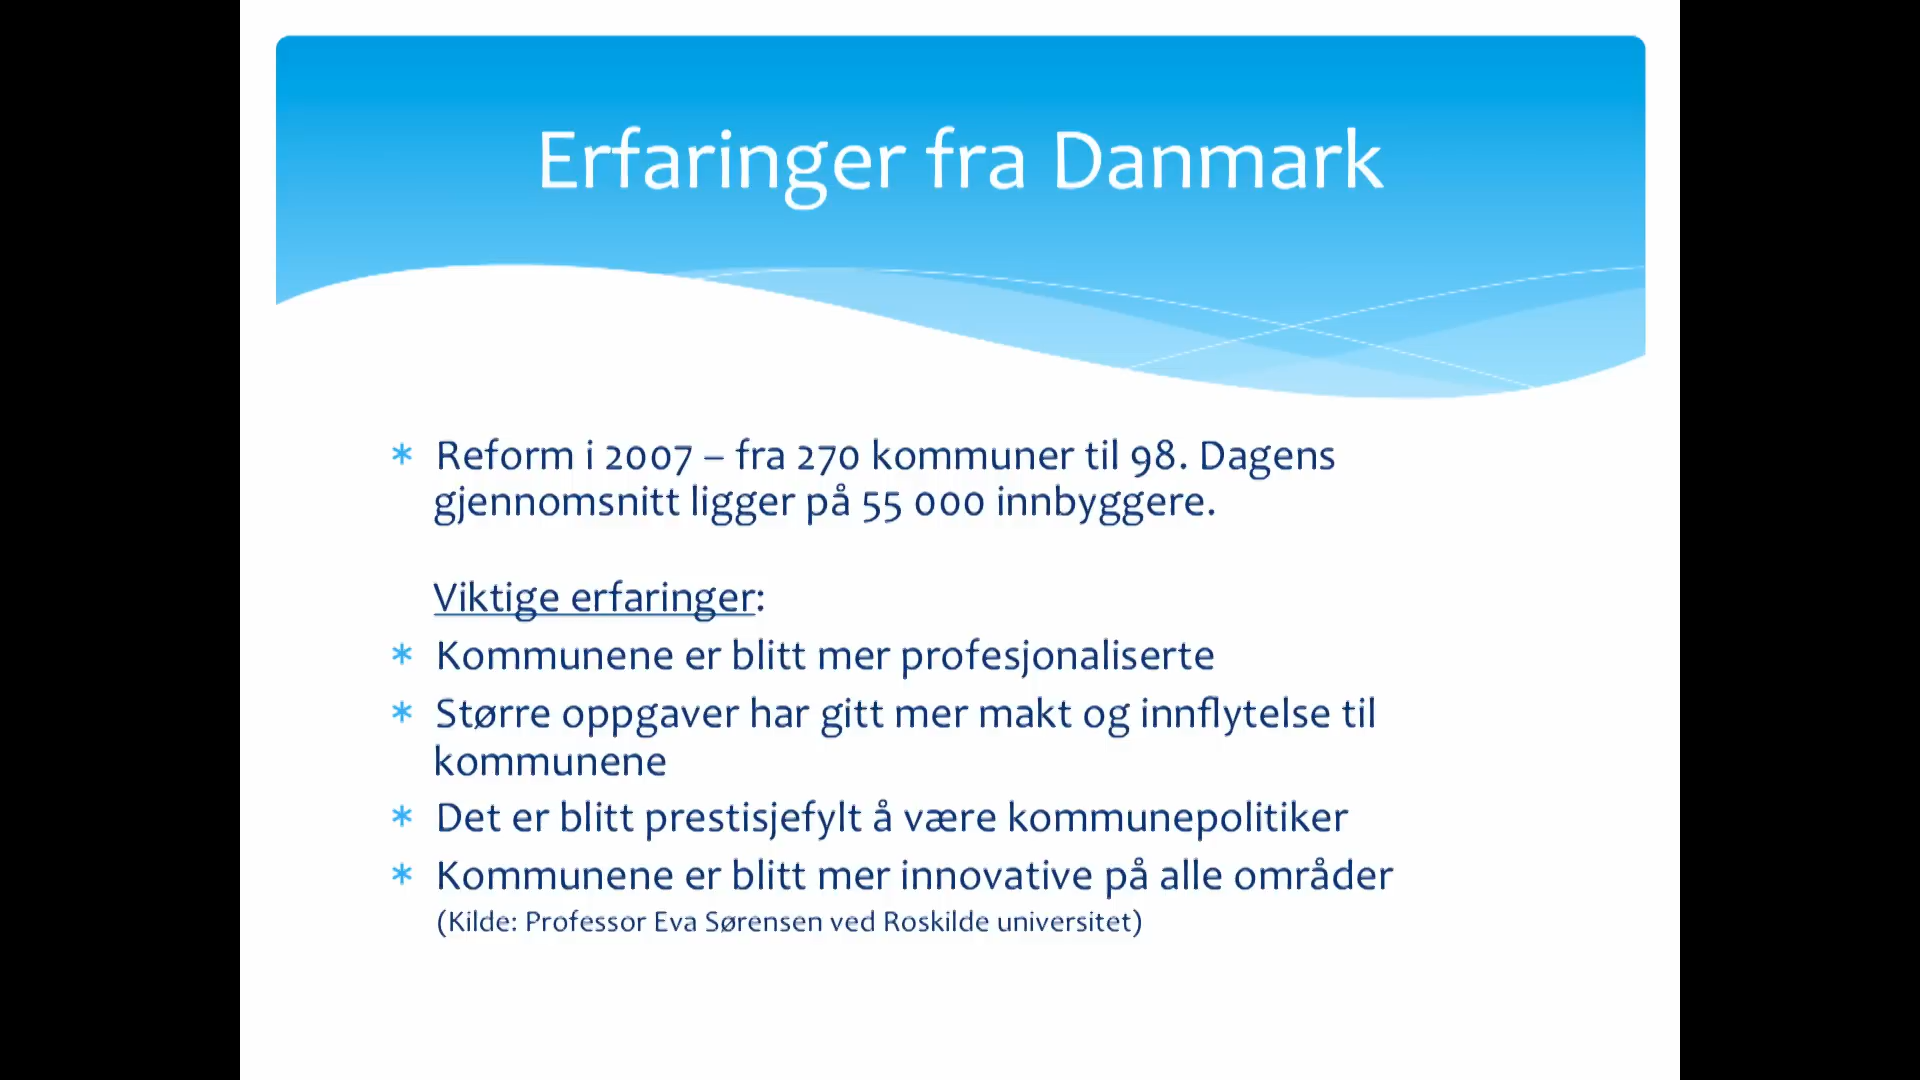 Erfaringer fra Danmark
* Reform i 2007 – fra 270 kommuner til 98. Dagens
gjennomsnitt ligger på 55 000 innbyggere.
Viktige erfaringer:
* Kommunene er blitt mer profesjonaliserte
* Større oppgaver har gitt mer makt og innflytelse til
kommunene
* Det er blitt prestisjefylt å være kommunepolitiker
* Kommunene er blitt mer innovative på alle områder
(Kilde: Professor Eva Sørensen ved Roskilde universitet)